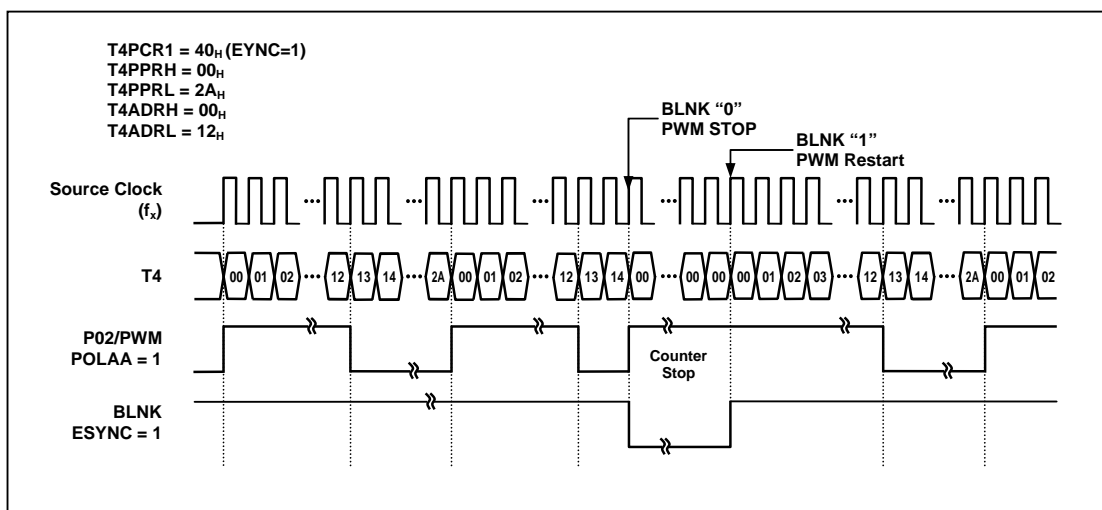 T4PCR1 = 40H (EYNC=1)
T4PPRH = 00H
T4PPRL = 2AH
T4ADRH = 00H
T4ADRL = 12H
BLNK “0”
PWM STOP
BLNK “1”
PWM Restart
Source Clock
(fx)
T4
00 01 02 ••• 12 13 14 ••• 2A 00 01 02 ••• 12 13 14 00 ••• 00 00 00 01 02 03 ••• 12 13 14 ••• 2A 00 01 02
P02/PWM
POLAA = 1
Counter
Stop
BLNK
ESYNC = 1